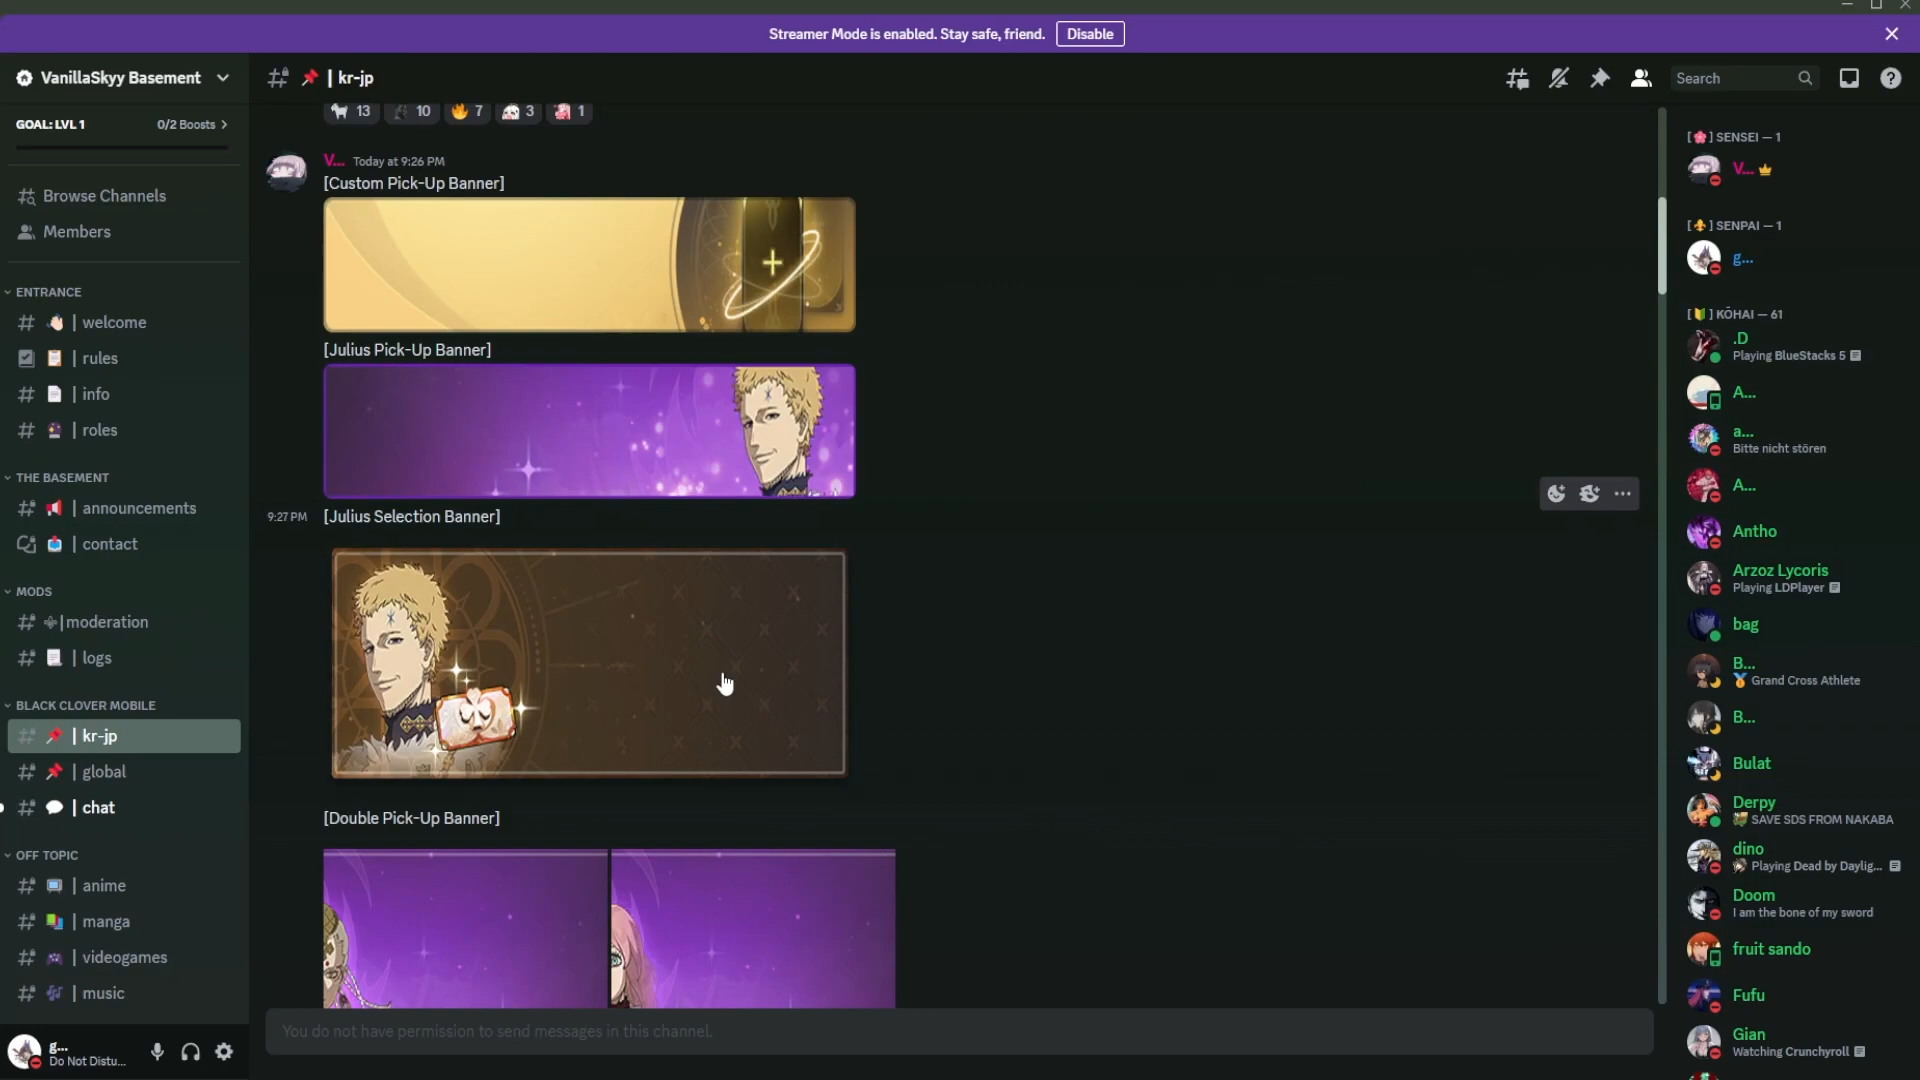 Streamer Mode is enabled. Stay safe, friend. Disable
VanillaSkyy Basement
GOAL: LVL 1 0/2 Boosts >
Browse Channels
Members
ENTRANCE
| welcome
| rules
| info
| roles
THE BASEMENT
| announcements
| contact
MODS
|moderation
| logs
BLACK CLOVER MOBILE
| kr-jp
| global
| chat
OFF TOPIC
| anime
| manga
| videogames
| music
g...
Do Not Distu...
| kr-jp
Search
13 10 7 3 1
V... Today at 9:26 PM
[Custom Pick-Up Banner]
[Julius Pick-Up Banner]
9:27 PM [Julius Selection Banner]
[Double Pick-Up Banner]
You do not have permission to send messages in this channel.
[🌸] SENSEI — 1
V...
[⚜] SENPAI — 1
g...
[🔰] KŌHAI — 61
.D
Playing BlueStacks 5
A...
a...
Bitte nicht stören
A...
Antho
Arzoz Lycoris
Playing LDPlayer
bag
B...
Grand Cross Athlete
B...
Bulat
Derpy
SAVE SDS FROM NAKABA
dino
Playing Dead by Daylig...
Doom
I am the bone of my sword
fruit sando
Fufu
Gian
Watching Crunchyroll